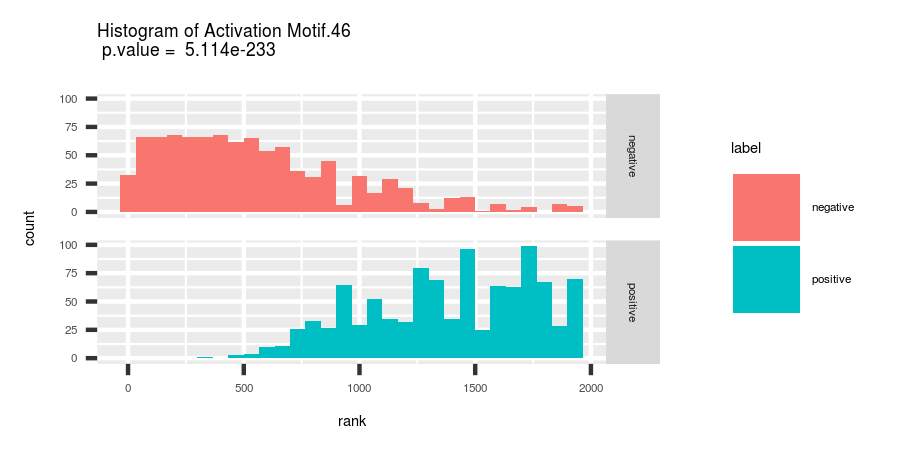 Histogram of Activation Motif.46
p.value = 5.114e-233
100
75
50
25
0
negative
100
75
50
25
0
positive
0 500 1000 1500 2000
rank
count
label
negative
positive